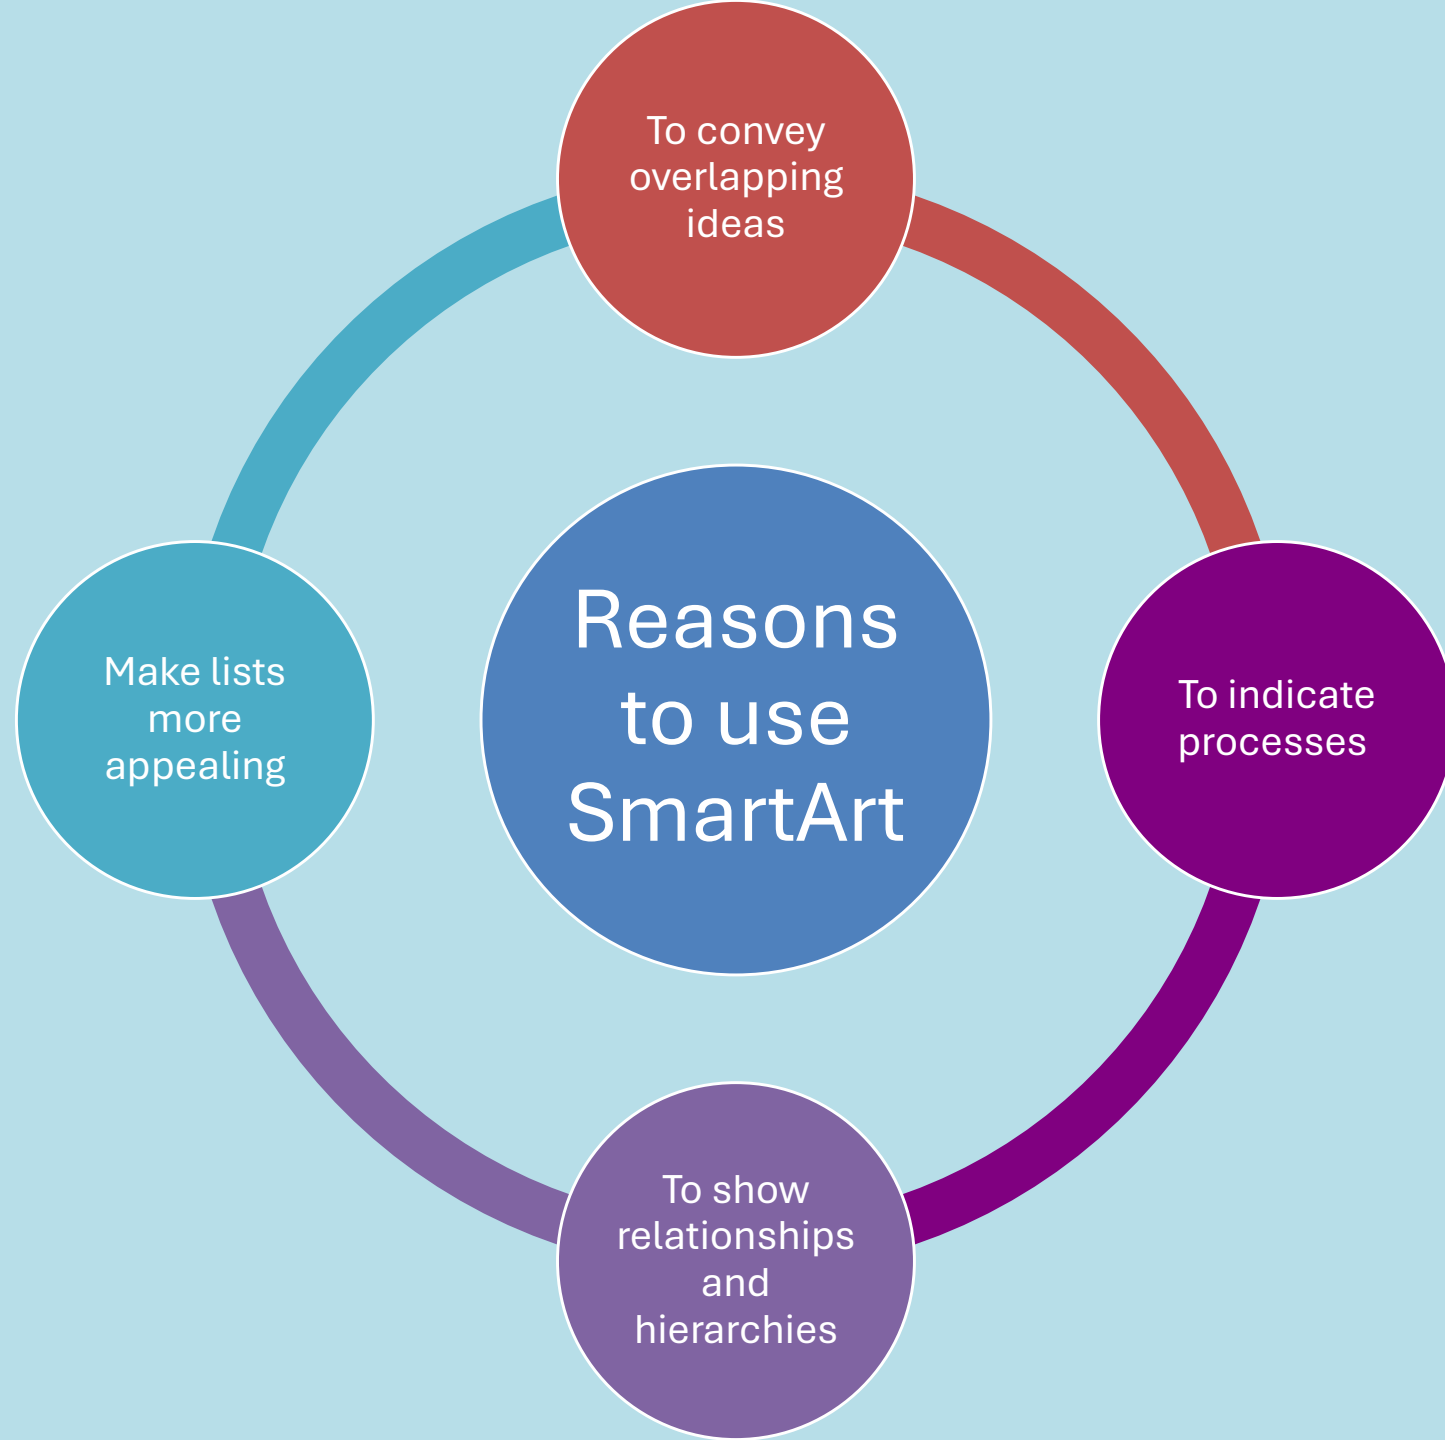 To convey
overlapping
ideas
Reasons
to use
SmartArt
Make lists
more
appealing
To indicate
processes
To show
relationships
and
hierarchies